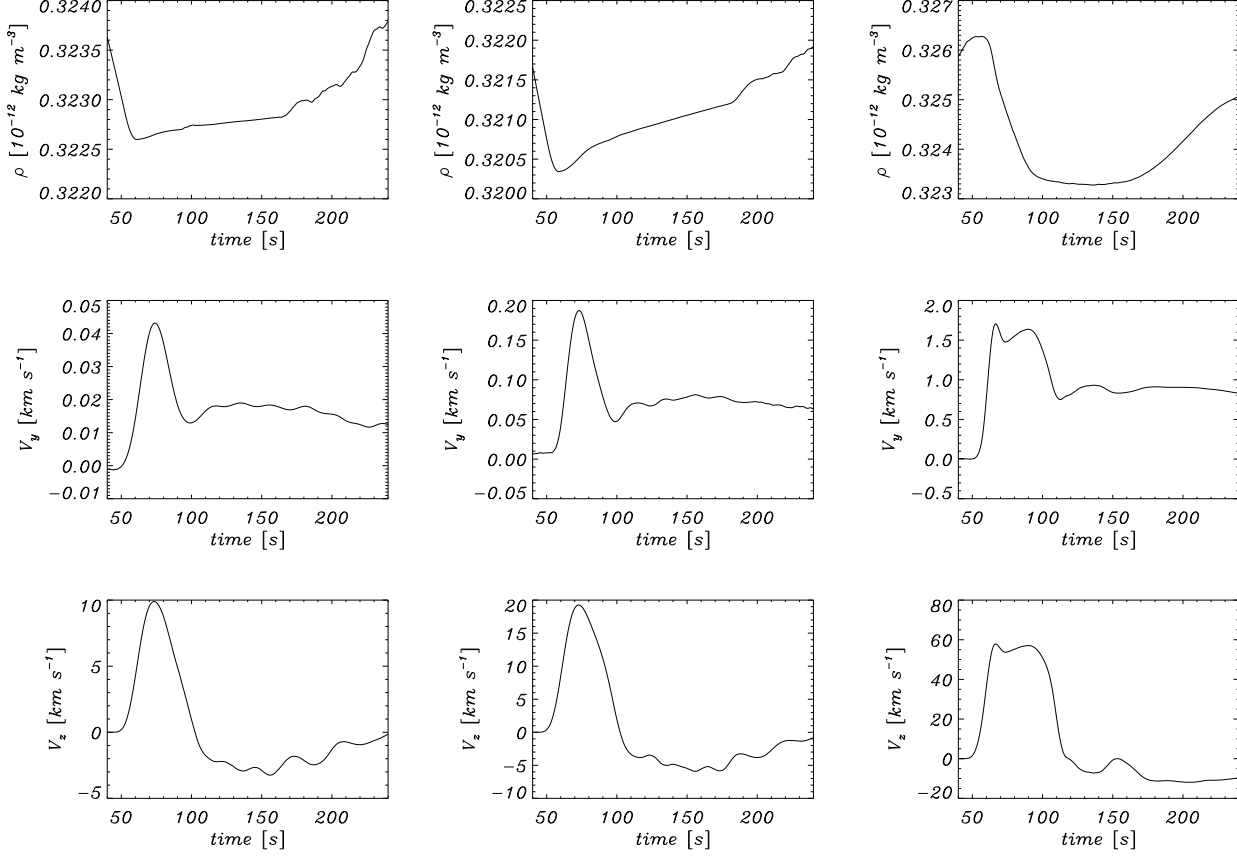 0.3240
0.3235
0.3230
0.3225
0.3220
ρ [10⁻¹² kg m⁻³]
50 100 150 200
time [s]
0.3225
0.3220
0.3215
0.3210
0.3205
0.3200
ρ [10⁻¹² kg m⁻³]
50 100 150 200
time [s]
0.327
0.326
0.325
0.324
0.323
ρ [10⁻¹² kg m⁻³]
50 100 150 200
time [s]
0.05
0.04
0.03
0.02
0.01
0.00
−0.01
V_y [km s⁻¹]
50 100 150 200
time [s]
0.20
0.15
0.10
0.05
0.00
−0.05
V_y [km s⁻¹]
50 100 150 200
time [s]
2.0
1.5
1.0
0.5
0.0
−0.5
V_y [km s⁻¹]
50 100 150 200
time [s]
10
5
0
−5
V_z [km s⁻¹]
50 100 150 200
time [s]
20
15
10
5
0
−5
−10
V_z [km s⁻¹]
50 100 150 200
time [s]
80
60
40
20
0
−20
V_z [km s⁻¹]
50 100 150 200
time [s]